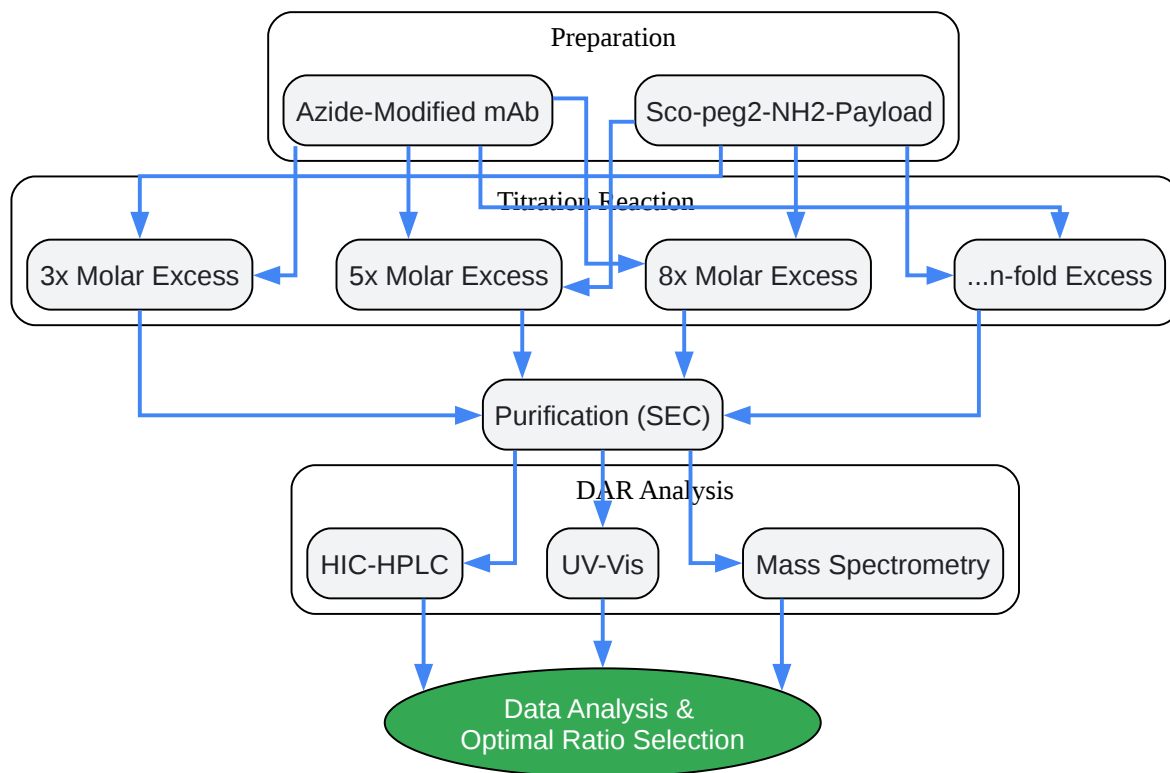 Preparation
Azide-Modified mAb
Sco-peg2-NH2-Payload
Titration Reaction
3x Molar Excess
5x Molar Excess
8x Molar Excess
...n-fold Excess
Purification (SEC)
DAR Analysis
HIC-HPLC
UV-Vis
Mass Spectrometry
Data Analysis &
Optimal Ratio Selection